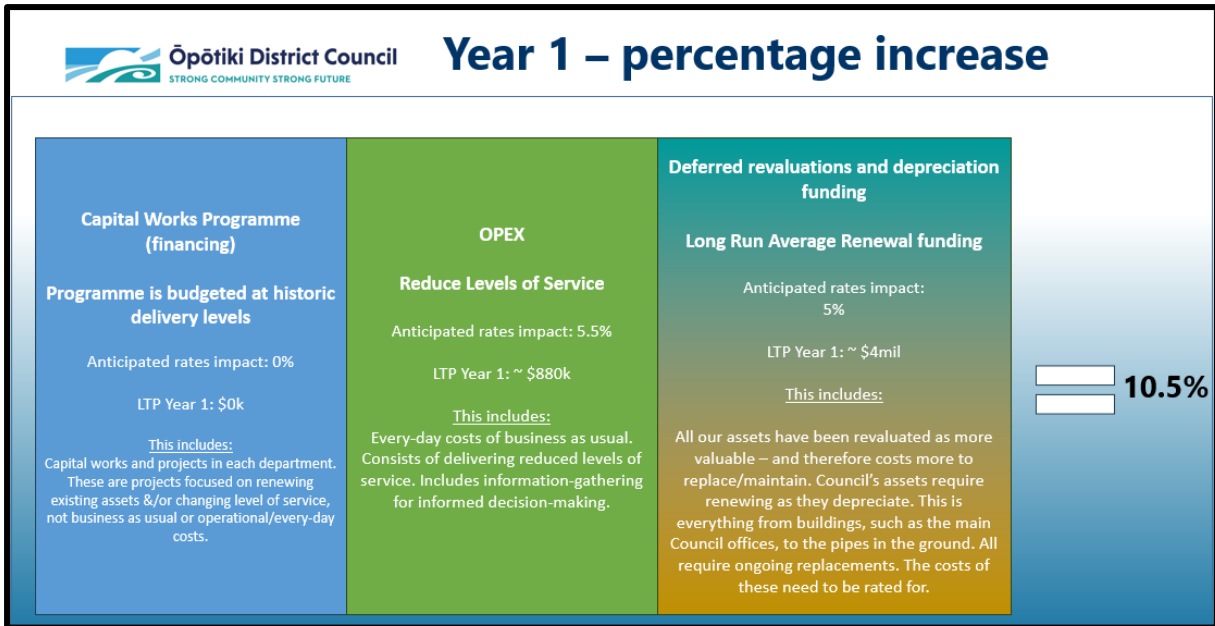 Ōpōtiki District Council
STRONG COMMUNITY STRONG FUTURE
Year 1 – percentage increase
Capital Works Programme
(financing)
Programme is budgeted at historic
delivery levels
Anticipated rates impact: 0%
LTP Year 1: $0k
This includes:
Capital works and projects in each department.
These are projects focused on renewing
existing assets &/or changing level of service,
not business as usual or operational/every-day
costs.
OPEX
Reduce Levels of Service
Anticipated rates impact: 5.5%
LTP Year 1: ~ $880k
This includes:
Every-day costs of business as usual.
Consists of delivering reduced levels of
service. Includes information-gathering
for informed decision-making.
Deferred revaluations and depreciation
funding
Long Run Average Renewal funding
Anticipated rates impact:
5%
LTP Year 1: ~ $4mil
This includes:
All our assets have been revaluated as more
valuable – and therefore costs more to
replace/maintain. Council’s assets require
renewing as they depreciate. This is
everything from buildings, such as the main
Council offices, to the pipes in the ground. All
require ongoing replacements. The costs of
these need to be rated for.
10.5%